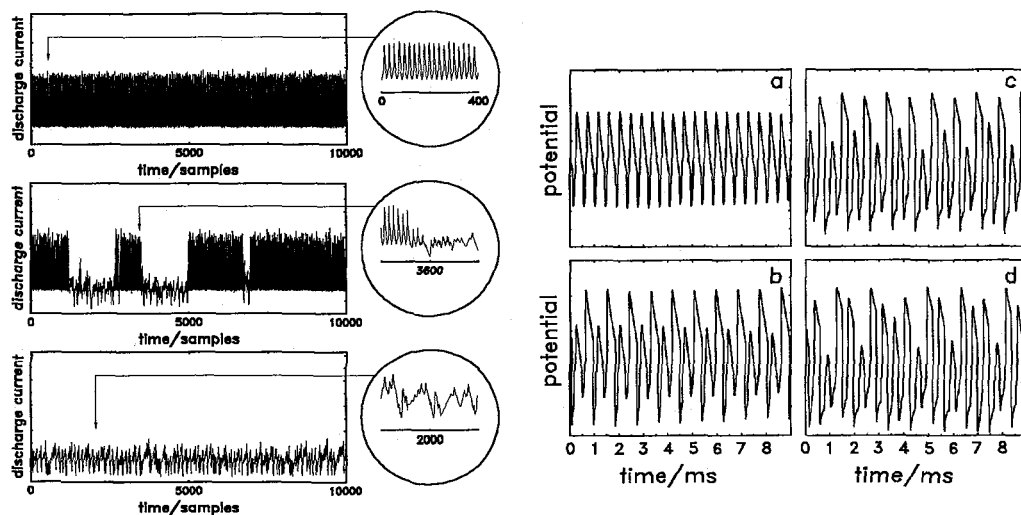 discharge current
0 5000 10000
time/samples
0 400
discharge current
0 5000 10000
time/samples
3600
discharge current
0 5000 10000
time/samples
2000
potential
a
c
potential
b
d
0 1 2 3 4 5 6 7 8
time/ms
0 1 2 3 4 5 6 7 8
time/ms